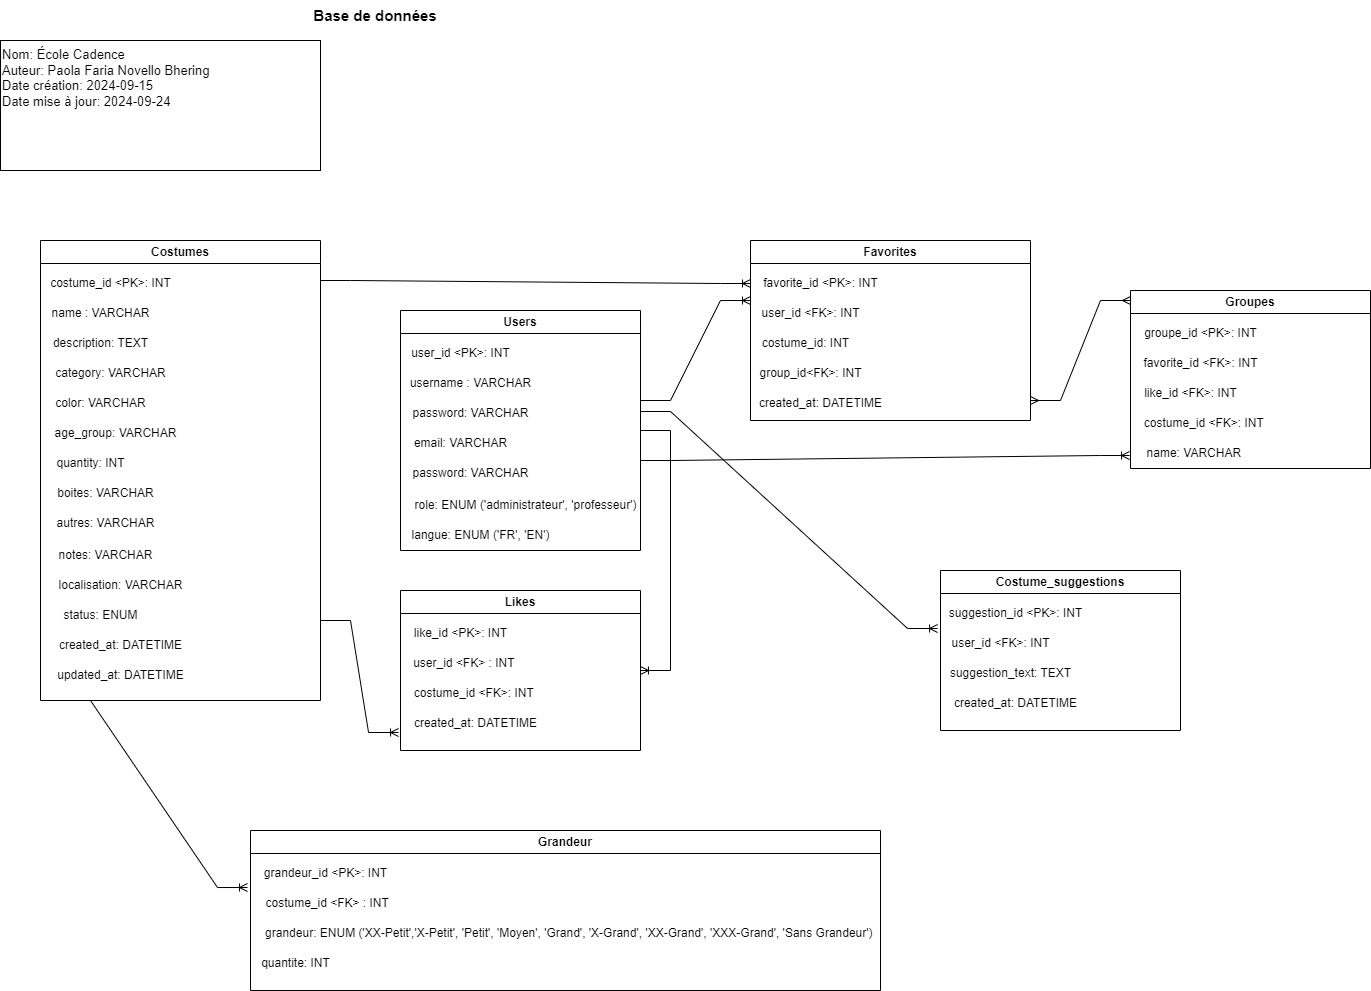 Base de données
Nom: École Cadence
Auteur: Paola Faria Novello Bhering
Date création: 2024-09-15
Date mise à jour: 2024-09-24
Costumes
costume_id <PK>: INT
name : VARCHAR
description: TEXT
category: VARCHAR
color: VARCHAR
age_group: VARCHAR
quantity: INT
boites: VARCHAR
autres: VARCHAR
notes: VARCHAR
localisation: VARCHAR
status: ENUM
created_at: DATETIME
updated_at: DATETIME
Users
user_id <PK>: INT
username : VARCHAR
password: VARCHAR
email: VARCHAR
password: VARCHAR
role: ENUM ('administrateur', 'professeur')
langue: ENUM ('FR', 'EN')
Favorites
favorite_id <PK>: INT
user_id <FK>: INT
costume_id: INT
group_id<FK>: INT
created_at: DATETIME
Groupes
groupe_id <PK>: INT
favorite_id <FK>: INT
like_id <FK>: INT
costume_id <FK>: INT
name: VARCHAR
Likes
like_id <PK>: INT
user_id <FK> : INT
costume_id <FK>: INT
created_at: DATETIME
Costume_suggestions
suggestion_id <PK>: INT
user_id <FK>: INT
suggestion_text: TEXT
created_at: DATETIME
Grandeur
grandeur_id <PK>: INT
costume_id <FK> : INT
grandeur: ENUM ('XX-Petit','X-Petit', 'Petit', 'Moyen', 'Grand', 'X-Grand', 'XX-Grand', 'XXX-Grand', 'Sans Grandeur')
quantite: INT